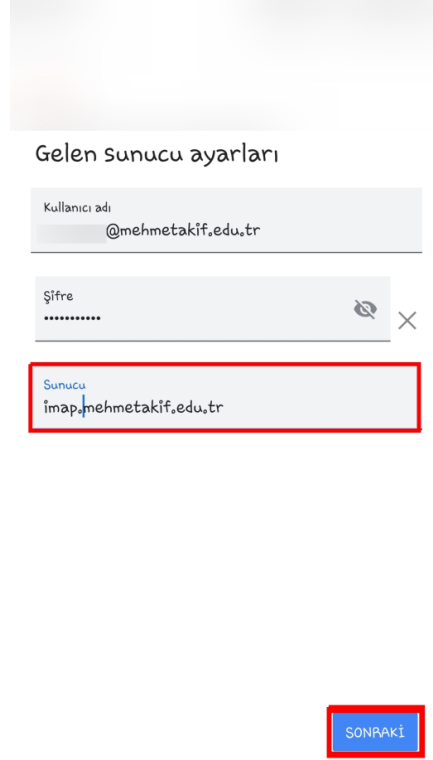 Gelen sunucu ayarları
Kullanıcı adı
@mehmetakif.edu.tr
Şifre
•••••••••••
Sunucu
imap.mehmetakif.edu.tr
SONRAKİ